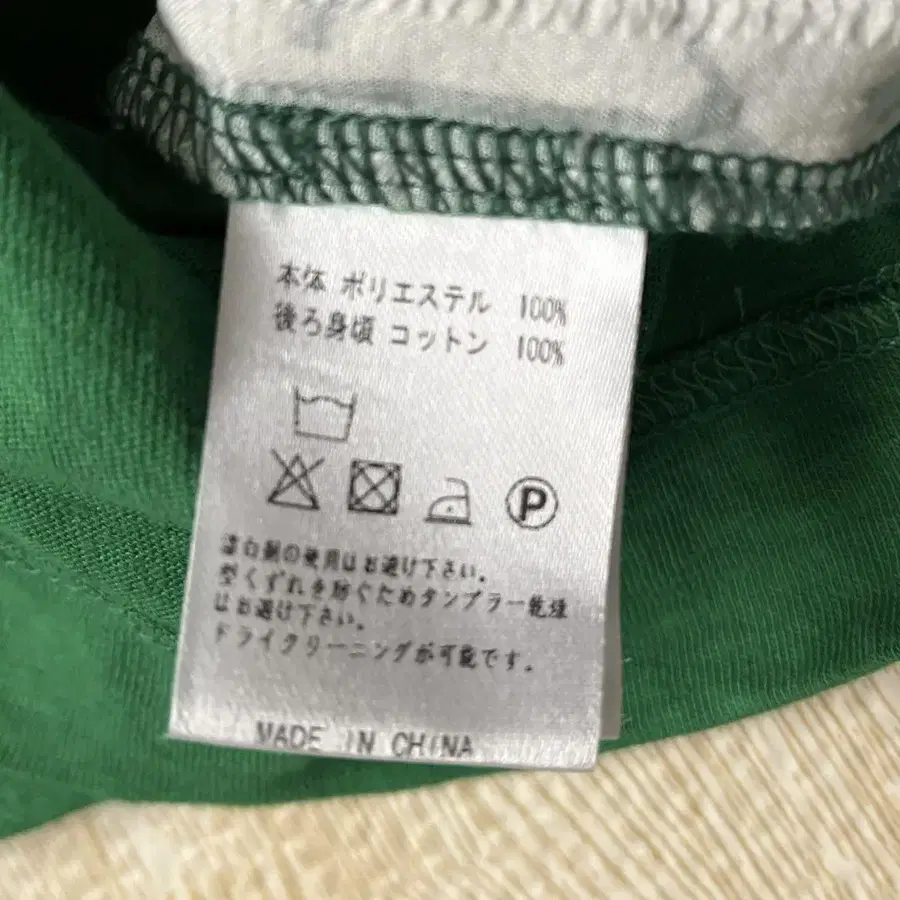 本体 ポリエステル 100%
後ろ身頃 コットン 100%
P
漂白剤の使用はお避け下さい。
型くずれを防ぐためタンブラー乾燥
はお避け下さい。
ドライクリーニングが可能です。
MADE IN CHINA